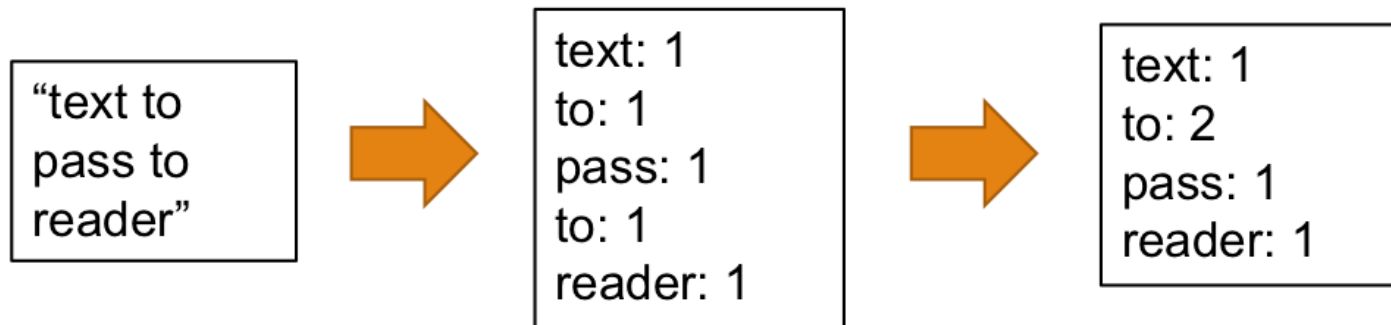 “text to
pass to
reader”
text: 1
to: 1
pass: 1
to: 1
reader: 1
text: 1
to: 2
pass: 1
reader: 1